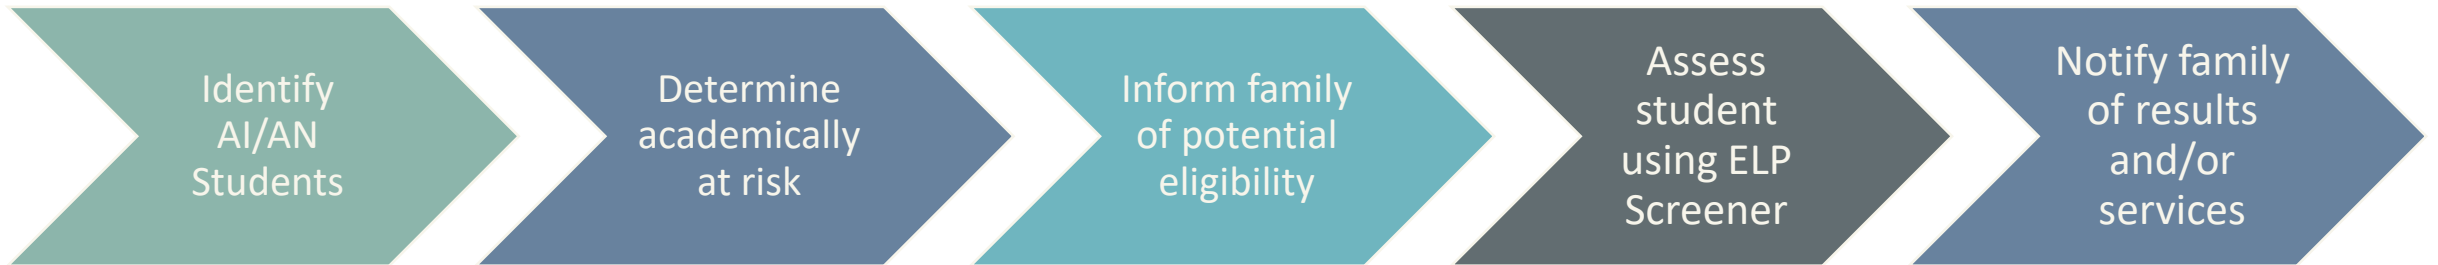 Identify
AI/AN
Students
Determine
academically
at risk
Inform family
of potential
eligibility
Assess
student
using ELP
Screener
Notify family
of results
and/or
services